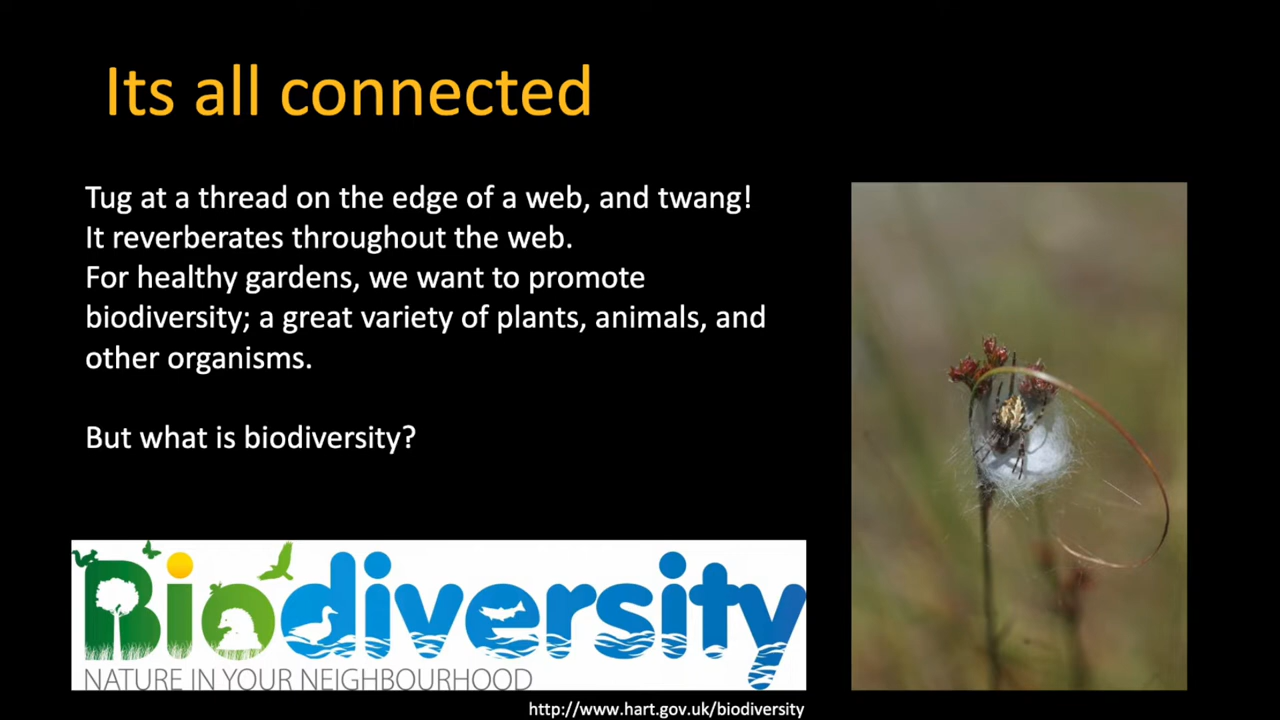 Its all connected
Tug at a thread on the edge of a web, and twang!
It reverberates throughout the web.
For healthy gardens, we want to promote
biodiversity; a great variety of plants, animals, and
other organisms.
But what is biodiversity?
Biodiversity
NATURE IN YOUR NEIGHBOURHOOD
http://www.hart.gov.uk/biodiversity